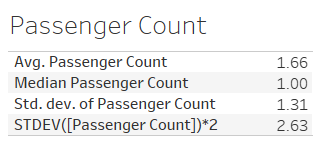 Passenger Count
Avg. Passenger Count 1.66
Median Passenger Count 1.00
Std. dev. of Passenger Count 1.31
STDEV([Passenger Count])*2 2.63